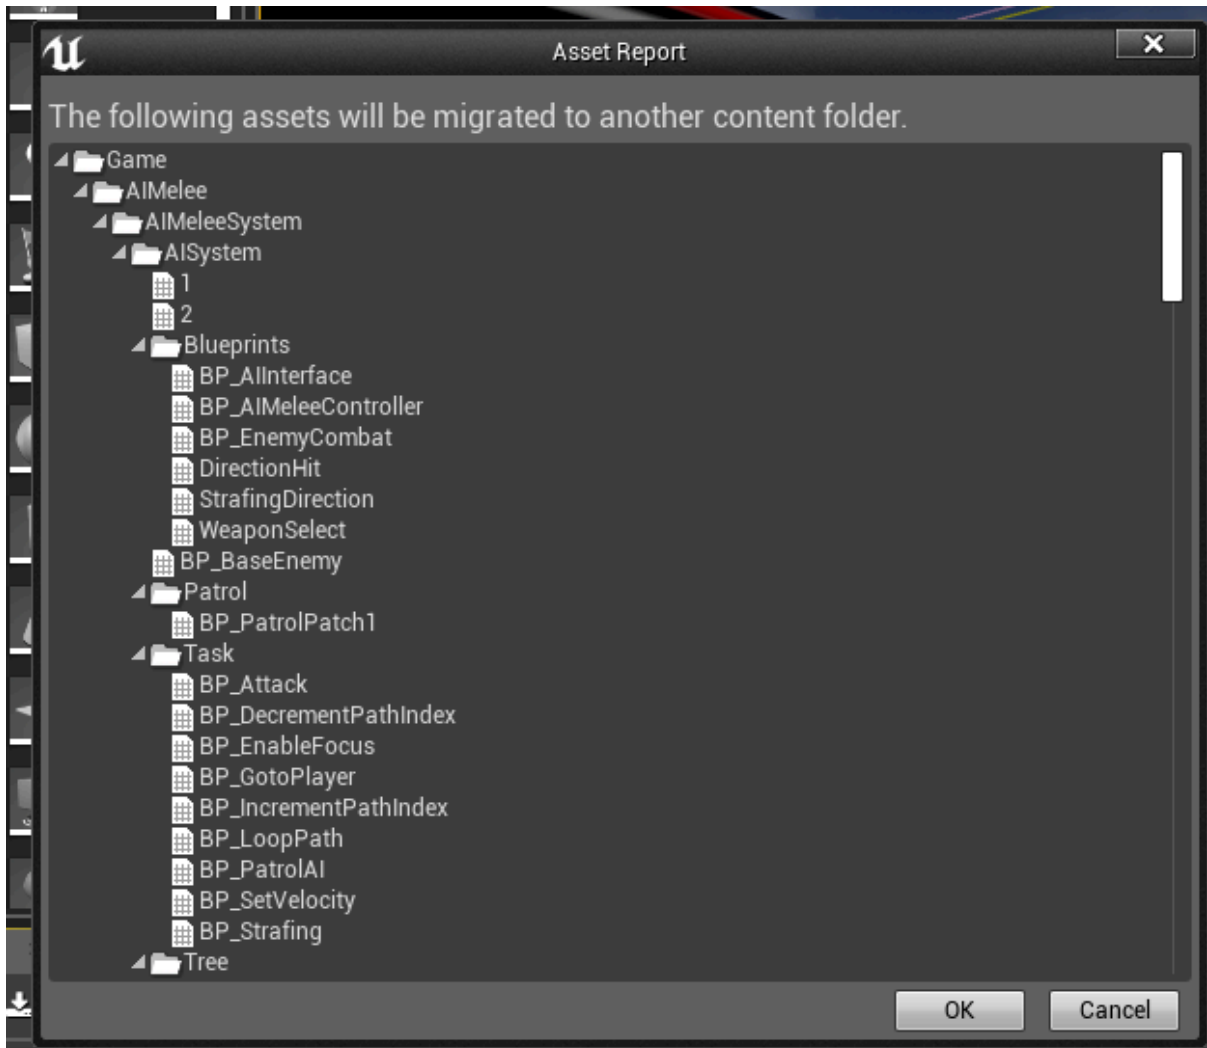 Asset Report
The following assets will be migrated to another content folder.
Game
AIMelee
AIMeleeSystem
AISystem
1
2
Blueprints
BP_AIInterface
BP_AIMeleeController
BP_EnemyCombat
DirectionHit
StrafingDirection
WeaponSelect
BP_BaseEnemy
Patrol
BP_PatrolPatch1
Task
BP_Attack
BP_DecrementPathIndex
BP_EnableFocus
BP_GotoPlayer
BP_IncrementPathIndex
BP_LoopPath
BP_PatrolAI
BP_SetVelocity
BP_Strafing
Tree
OK Cancel